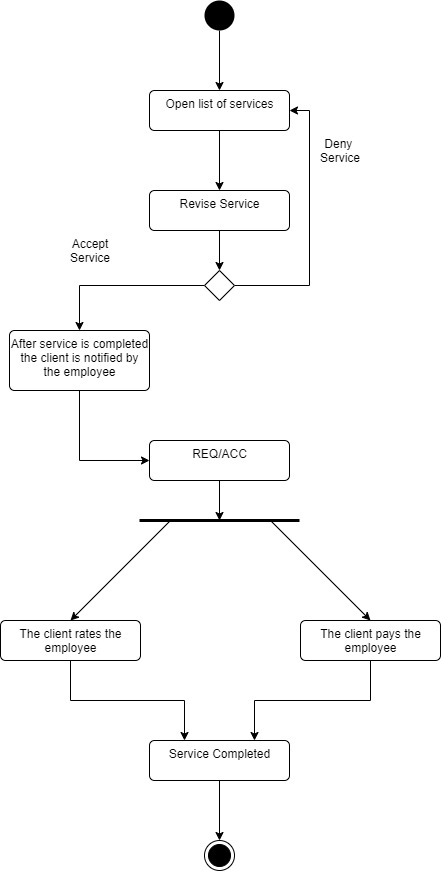 Open list of services
Deny
Service
Revise Service
Accept
Service
After service is completed
the client is notified by
the employee
REQ/ACC
The client rates the
employee
The client pays the
employee
Service Completed